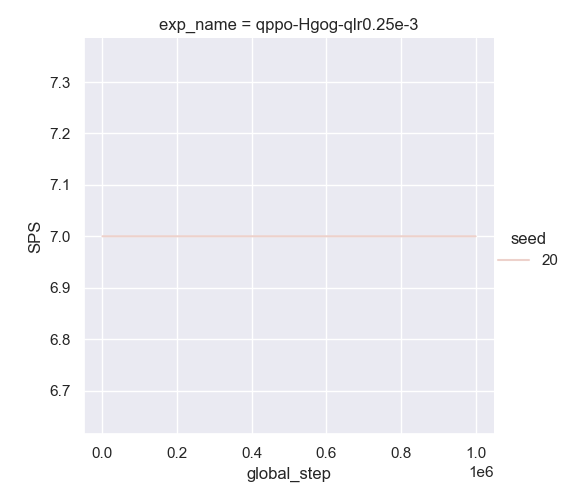 exp_name = qppo-Hgog-qlr0.25e-3
7.3
7.2
7.1
7.0
6.9
6.8
6.7
SPS
0.0 0.2 0.4 0.6 0.8 1.0
1e6
global_step
seed
20